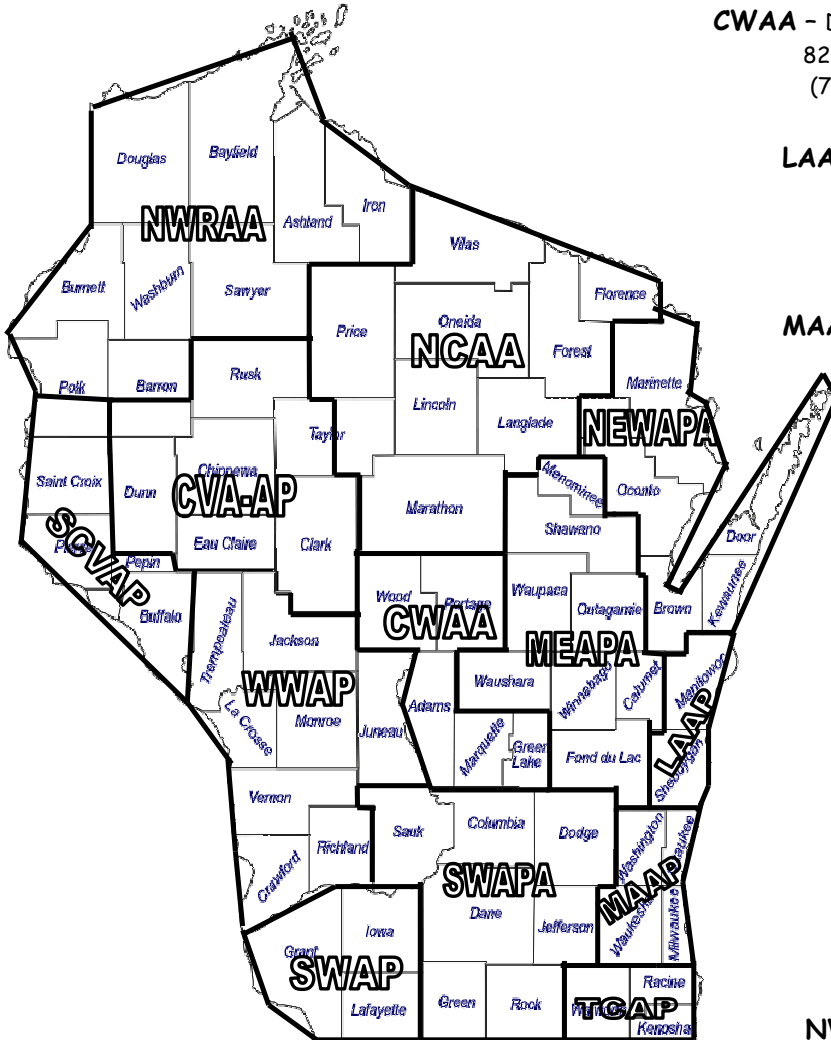 CWAA –
82
(7
LAA
MAA
NW
Douglas
Bayfield
Ashland
Iron
NWRAA
Vilas
Burnett
Washburn
Sawyer
Florence
Price
Oneida
NCAA
Forest
Polk
Barron
Rusk
Marinette
Lincoln
Langlade
Taylor
NEWAPA
Saint Croix
Dunn
Chippewa
CVA-AP
Menominee
Oconto
Marathon
Shawano
Eau Claire
Clark
Door
SCVAP
Pierce
Pepin
Buffalo
Wood
Portage
CWAA
Waupaca
Outagamie
Brown
Kewaunee
Trempealeau
Jackson
WWAP
MEAPA
Waushara
Winnebago
Calumet
Manitowoc
LAAP
Adams
La Crosse
Monroe
Juneau
Marquette
Green
Lake
Fond du Lac
Sheboygan
Vernon
Sauk
Columbia
Dodge
Washington
aukee
Richland
Crawford
SWAPA
MAAP
Dane
Jefferson
Waukesha
Milwaukee
Iowa
Grant
SWAP
Lafayette
Green
Rock
Walworth
Racine
TCAP
Kenosha